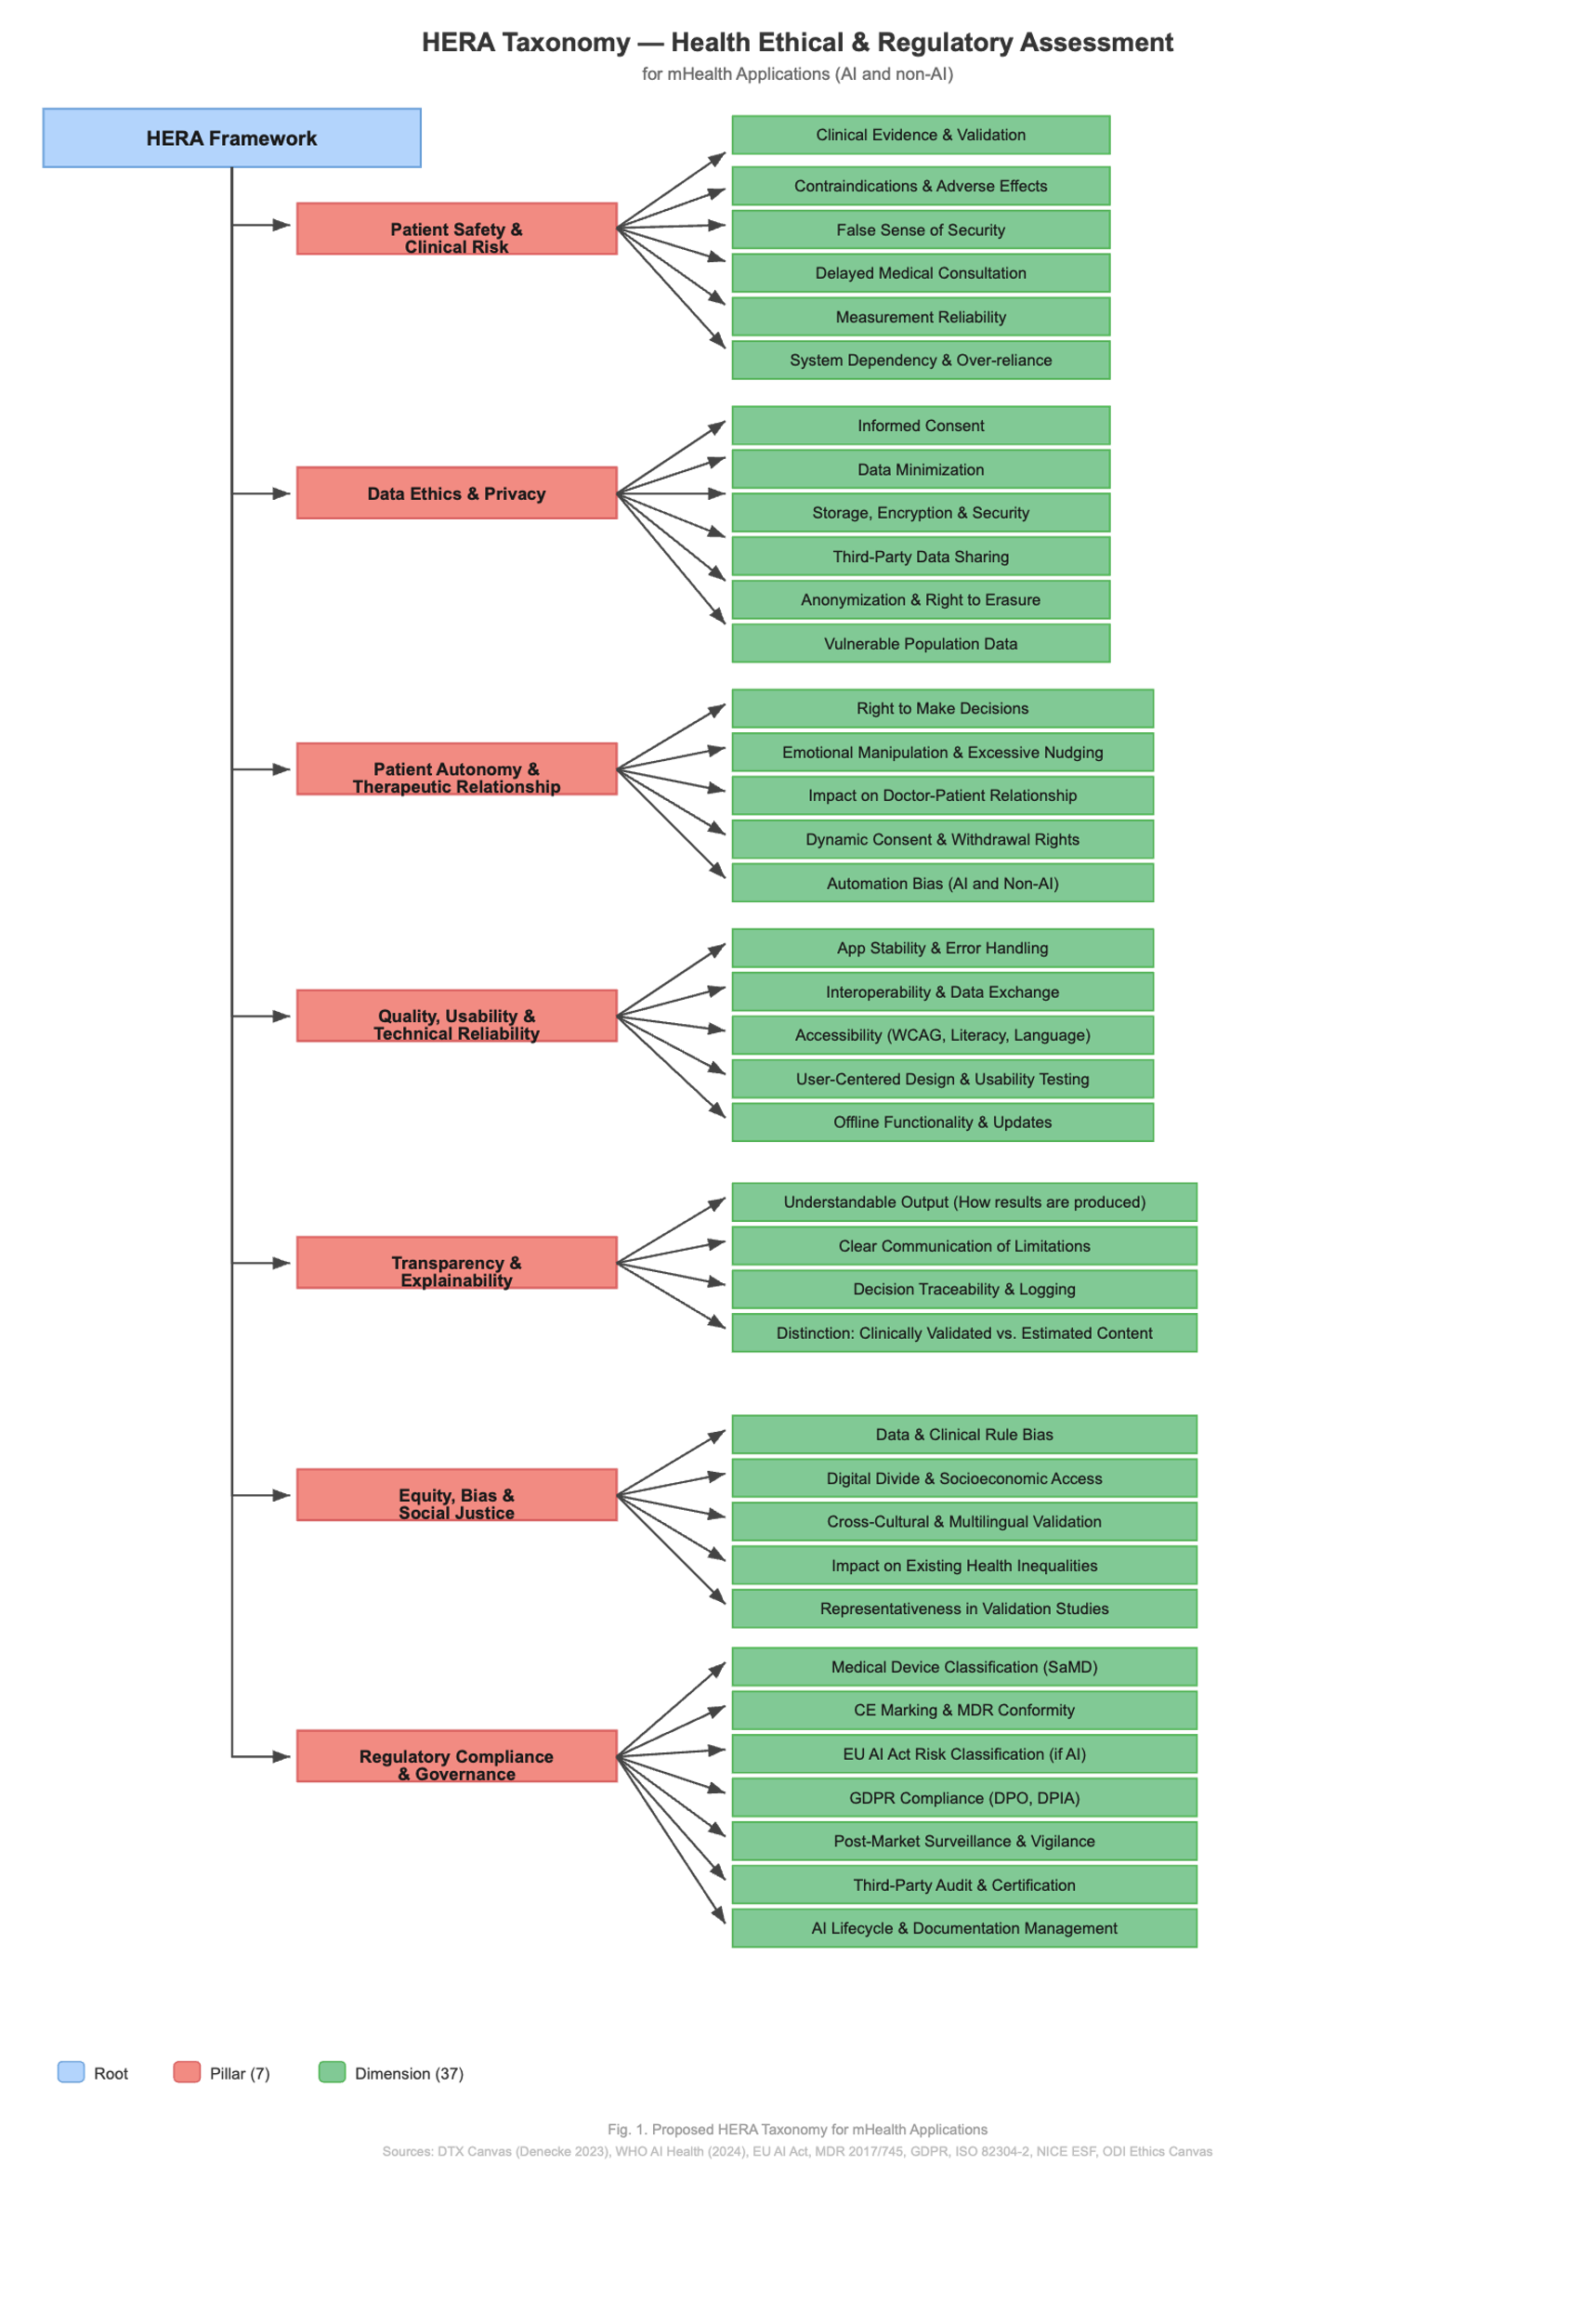 HERA Taxonomy — Health Ethical & Regulatory Assessment
for mHealth Applications (AI and non-AI)
HERA Framework
Patient Safety &
Clinical Risk
Clinical Evidence & Validation
Contraindications & Adverse Effects
False Sense of Security
Delayed Medical Consultation
Measurement Reliability
System Dependency & Over-reliance
Data Ethics & Privacy
Informed Consent
Data Minimization
Storage, Encryption & Security
Third-Party Data Sharing
Anonymization & Right to Erasure
Vulnerable Population Data
Patient Autonomy &
Therapeutic Relationship
Right to Make Decisions
Emotional Manipulation & Excessive Nudging
Impact on Doctor-Patient Relationship
Dynamic Consent & Withdrawal Rights
Automation Bias (AI and Non-AI)
Quality, Usability &
Technical Reliability
App Stability & Error Handling
Interoperability & Data Exchange
Accessibility (WCAG, Literacy, Language)
User-Centered Design & Usability Testing
Offline Functionality & Updates
Transparency &
Explainability
Understandable Output (How results are produced)
Clear Communication of Limitations
Decision Traceability & Logging
Distinction: Clinically Validated vs. Estimated Content
Equity, Bias &
Social Justice
Data & Clinical Rule Bias
Digital Divide & Socioeconomic Access
Cross-Cultural & Multilingual Validation
Impact on Existing Health Inequalities
Representativeness in Validation Studies
Regulatory Compliance
& Governance
Medical Device Classification (SaMD)
CE Marking & MDR Conformity
EU AI Act Risk Classification (if AI)
GDPR Compliance (DPO, DPIA)
Post-Market Surveillance & Vigilance
Third-Party Audit & Certification
AI Lifecycle & Documentation Management
Root
Pillar (7)
Dimension (37)
Fig. 1. Proposed HERA Taxonomy for mHealth Applications
Sources: DTX Canvas (Denecke 2023), WHO AI Health (2024), EU AI Act, MDR 2017/745, GDPR, ISO 82304-2, NICE ESF, ODI Ethics Canvas